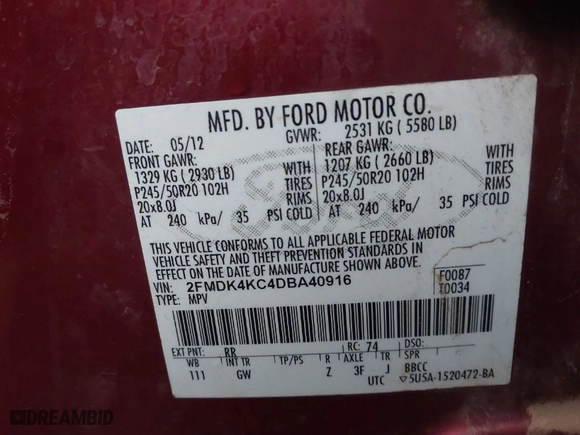 MFD. BY FORD MOTOR CO.
DATE: 05/12 GVWR: 2531 KG ( 5580 LB)
FRONT GAWR: REAR GAWR:
1329 KG ( 2930 LB) 1207 KG ( 2660 LB)
P245/50R20 102H TIRES P245/50R20 102H TIRES
20x8.0J RIMS 20x8.0J RIMS
AT 240 kPa/ 35 PSI COLD AT 240 kPa/ 35 PSI COLD
THIS VEHICLE CONFORMS TO ALL APPLICABLE FEDERAL MOTOR
VEHICLE SAFETY AND THEFT PREVENTION STANDARDS IN
EFFECT ON THE DATE OF MANUFACTURE SHOWN ABOVE.
VIN: 2FMDK4KC4DBA40916 F0087
TYPE: MPV T0034
EXT PNT: RR RC: 74 DSO:
WB INT TR TP/PS R AXLE TR SPR
111 GW Z 3F J BBCC
UTC ▽5U5A-1520472-BA
DREAMBID